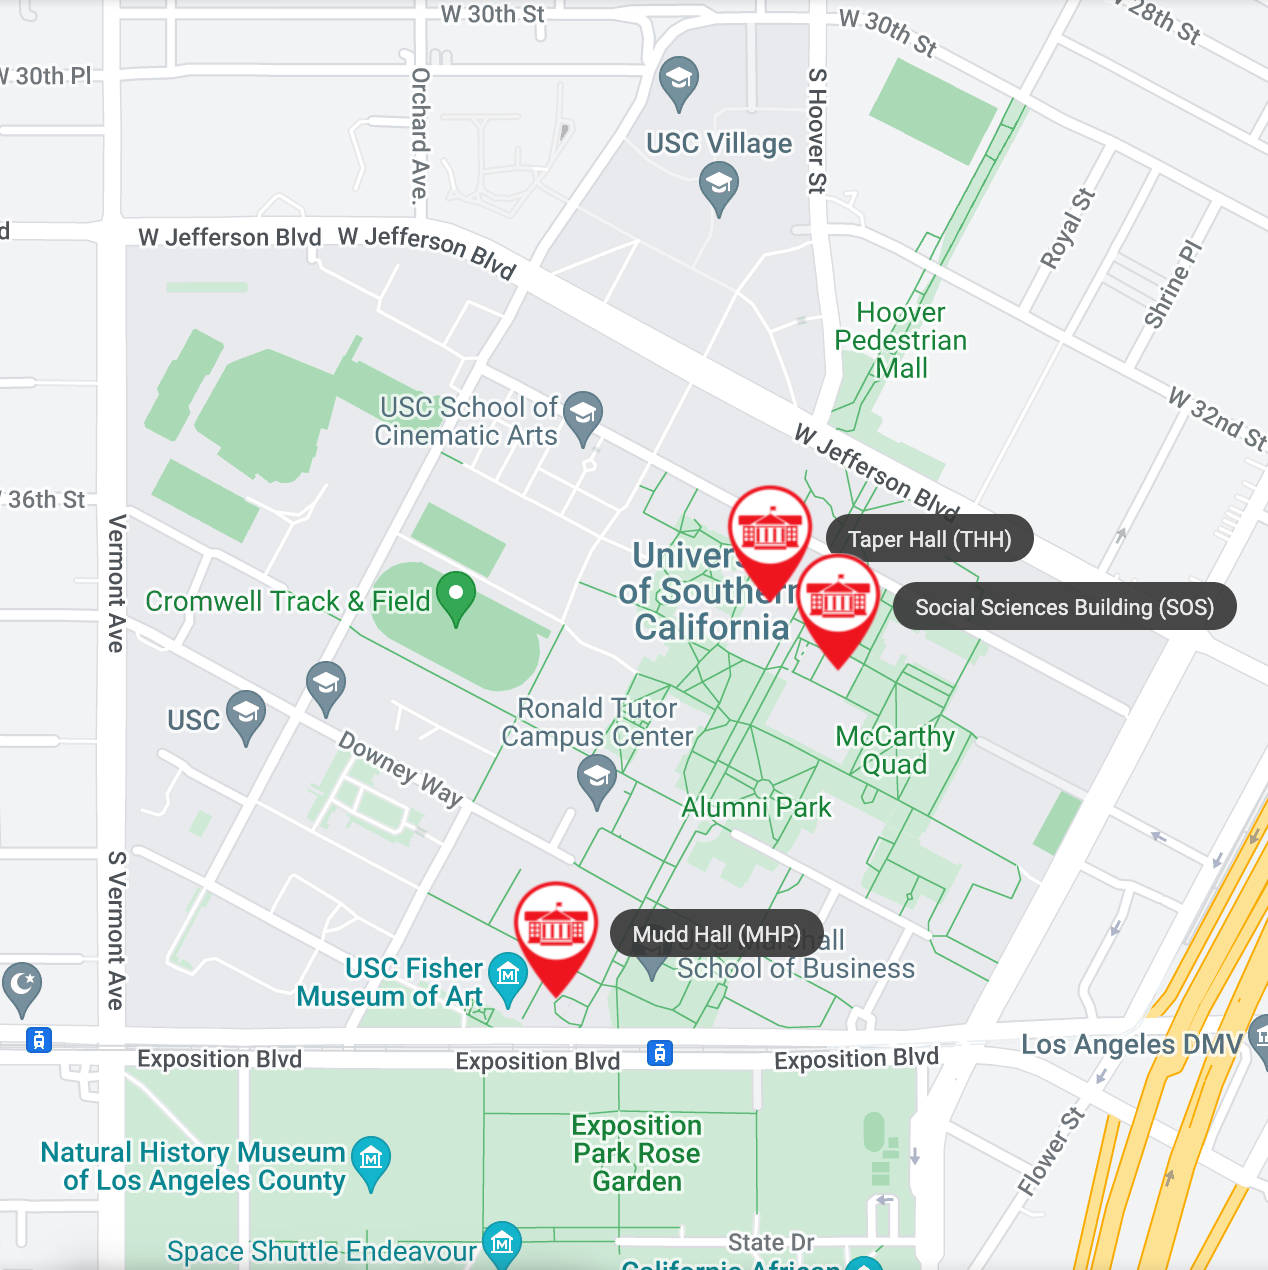 W 30th St
W 30th St
28th St
W 30th Pl
Orchard Ave.
S Hoover St
USC Village
Royal St
Shrine Pl
d
W Jefferson Blvd
W Jefferson Blvd
Hoover
Pedestrian
Mall
W 32nd St
USC School of
Cinematic Arts
W Jefferson Blvd
36th St
Vermont Ave
Taper Hall (THH)
University
of Southern
California
Social Sciences Building (SOS)
Cromwell Track & Field
USC
Ronald Tutor
Campus Center
McCarthy
Quad
Downey Way
Alumni Park
S Vermont Ave
Mudd Hall (MHP)
School of Business
USC Fisher
Museum of Art
M
Exposition Blvd
Exposition Blvd
Exposition Blvd
Los Angeles DMV
Flower St
Exposition
Park Rose
Garden
Natural History Museum
of Los Angeles County
M
State Dr
Space Shuttle Endeavour
M
California African